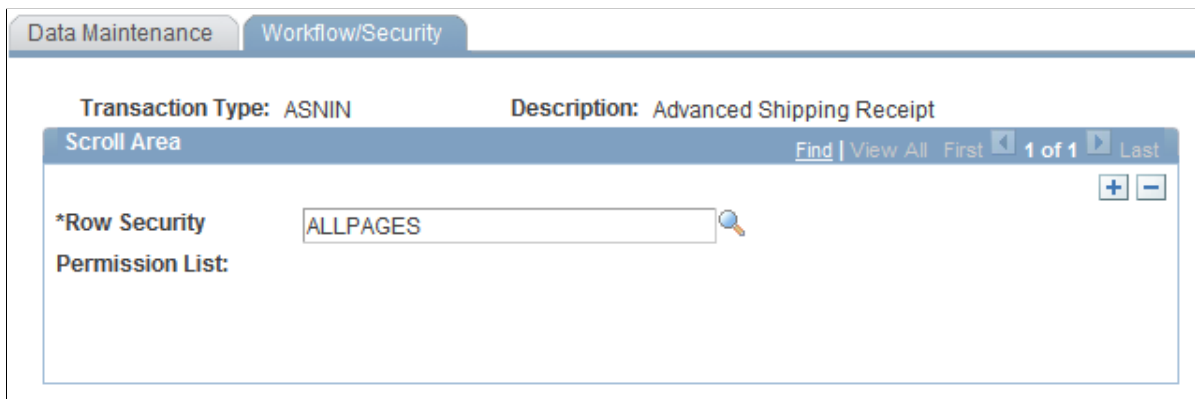 Data Maintenance Workflow/Security
Transaction Type: ASNIN Description: Advanced Shipping Receipt
Scroll Area Find | View All First 1 of 1 Last
*Row Security ALLPAGES
Permission List: